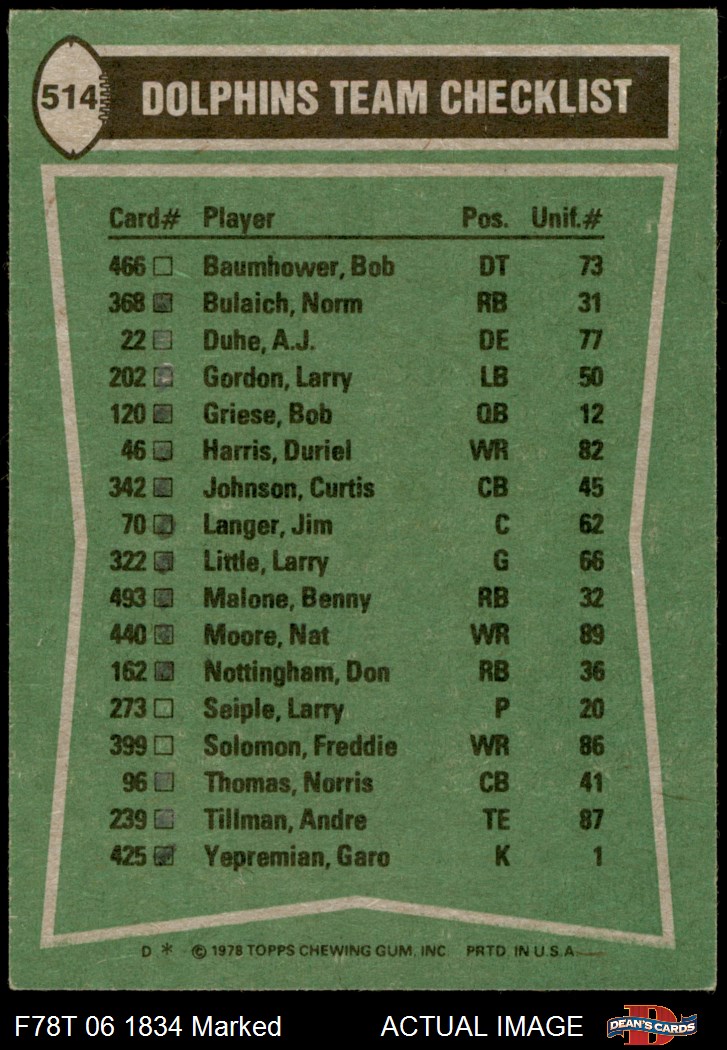 514 DOLPHINS TEAM CHECKLIST
Card# Player Pos. Unif.#
466 Baumhower, Bob DT 73
368 Bulaich, Norm RB 31
22 Duhe, A.J. DE 77
202 Gordon, Larry LB 50
120 Griese, Bob QB 12
46 Harris, Duriel WR 82
342 Johnson, Curtis CB 45
70 Langer, Jim C 62
322 Little, Larry G 66
493 Malone, Benny RB 32
440 Moore, Nat WR 89
162 Nottingham, Don RB 36
273 Seiple, Larry P 20
399 Solomon, Freddie WR 86
96 Thomas, Norris CB 41
239 Tillman, Andre TE 87
425 Yepremian, Garo K 1
D * © 1978 TOPPS CHEWING GUM, INC. PRTD. IN U.S.A.
F78T 06 1834 Marked ACTUAL IMAGE D DEAN'S CARDS